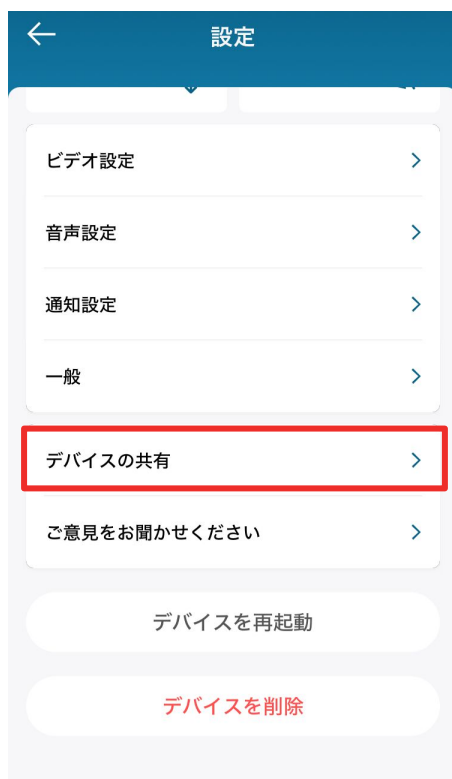 設定
ビデオ設定
音声設定
通知設定
一般
デバイスの共有
ご意見をお聞かせください
デバイスを再起動
デバイスを削除